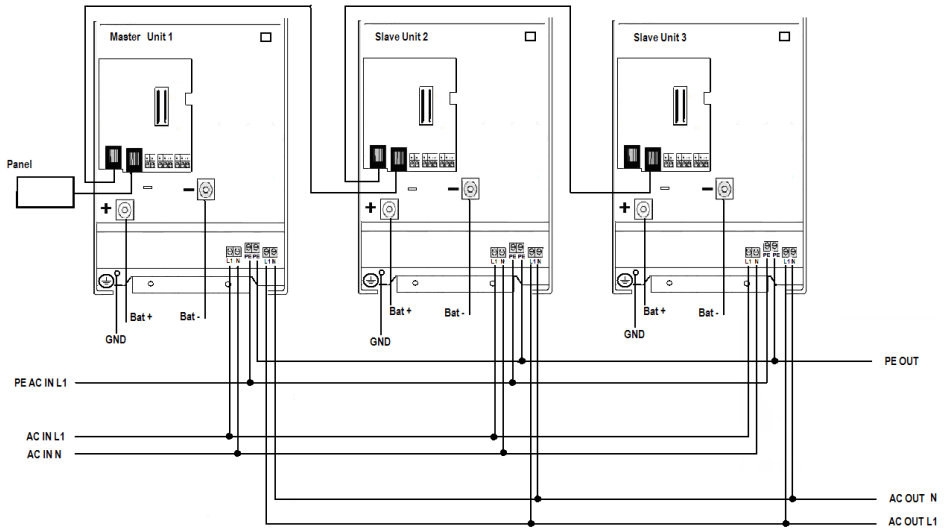 Master Unit 1
Slave Unit 2
Slave Unit 3
Panel
+ -
+ -
+ -
L1 N PE PE L1 N
L1 N PE PE L1 N
L1 N PE PE L1 N
Bat + Bat -
Bat + Bat -
Bat + Bat -
GND
GND
GND
PE OUT
PE AC IN L1
AC IN L1
AC IN N
AC OUT N
AC OUT L1